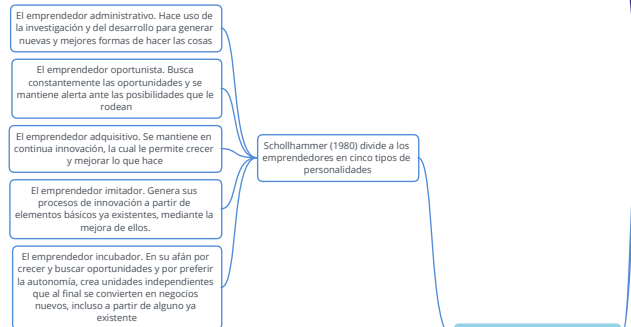 El emprendedor administrativo. Hace uso de
la investigación y del desarrollo para generar
nuevas y mejores formas de hacer las cosas
El emprendedor oportunista. Busca
constantemente las oportunidades y se
mantiene alerta ante las posibilidades que le
rodean
El emprendedor adquisitivo. Se mantiene en
continua innovación, la cual le permite crecer
y mejorar lo que hace
El emprendedor imitador. Genera sus
procesos de innovación a partir de
elementos básicos ya existentes, mediante la
mejora de ellos.
El emprendedor incubador. En su afán por
crecer y buscar oportunidades y por preferir
la autonomía, crea unidades independientes
que al final se convierten en negocios
nuevos, incluso a partir de alguno ya
existente
Schollhammer (1980) divide a los
emprendedores en cinco tipos de
personalidades